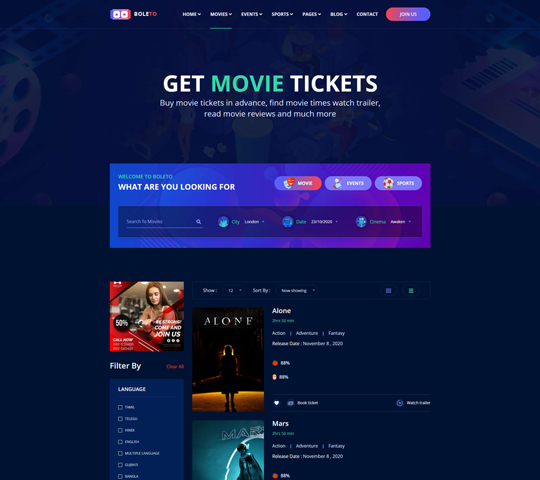 BOLETO
HOME
MOVIES
EVENTS
SPORTS
PAGES
BLOG
CONTACT
JOIN US
GET MOVIE TICKETS
Buy movie tickets in advance, find movie times watch trailer,
read movie reviews and much more
WELCOME TO BOLETO
WHAT ARE YOU LOOKING FOR
MOVIE
EVENTS
SPORTS
Search fo Movies
City
London
Date
23/10/2020
Cinema
Awaken
50%
BE STRONG!
COME AND
JOIN US
CALL NOW
Filter By
Clear All
LANGUAGE
TAMIL
TELEGU
HINDI
ENGLISH
MULTIPLE LANGUAGE
GUJRATI
BANGLA
Show :
12
Sort By :
Now showing
ALONE
Alone
2hrs 50 min
Action | Adventure | Fantasy
Release Date : November 8 , 2020
88%
88%
Book ticket
Watch trailer
MARS
Mars
2hrs 50 min
Action | Adventure | Fantasy
Release Date : November 8 , 2020
88%